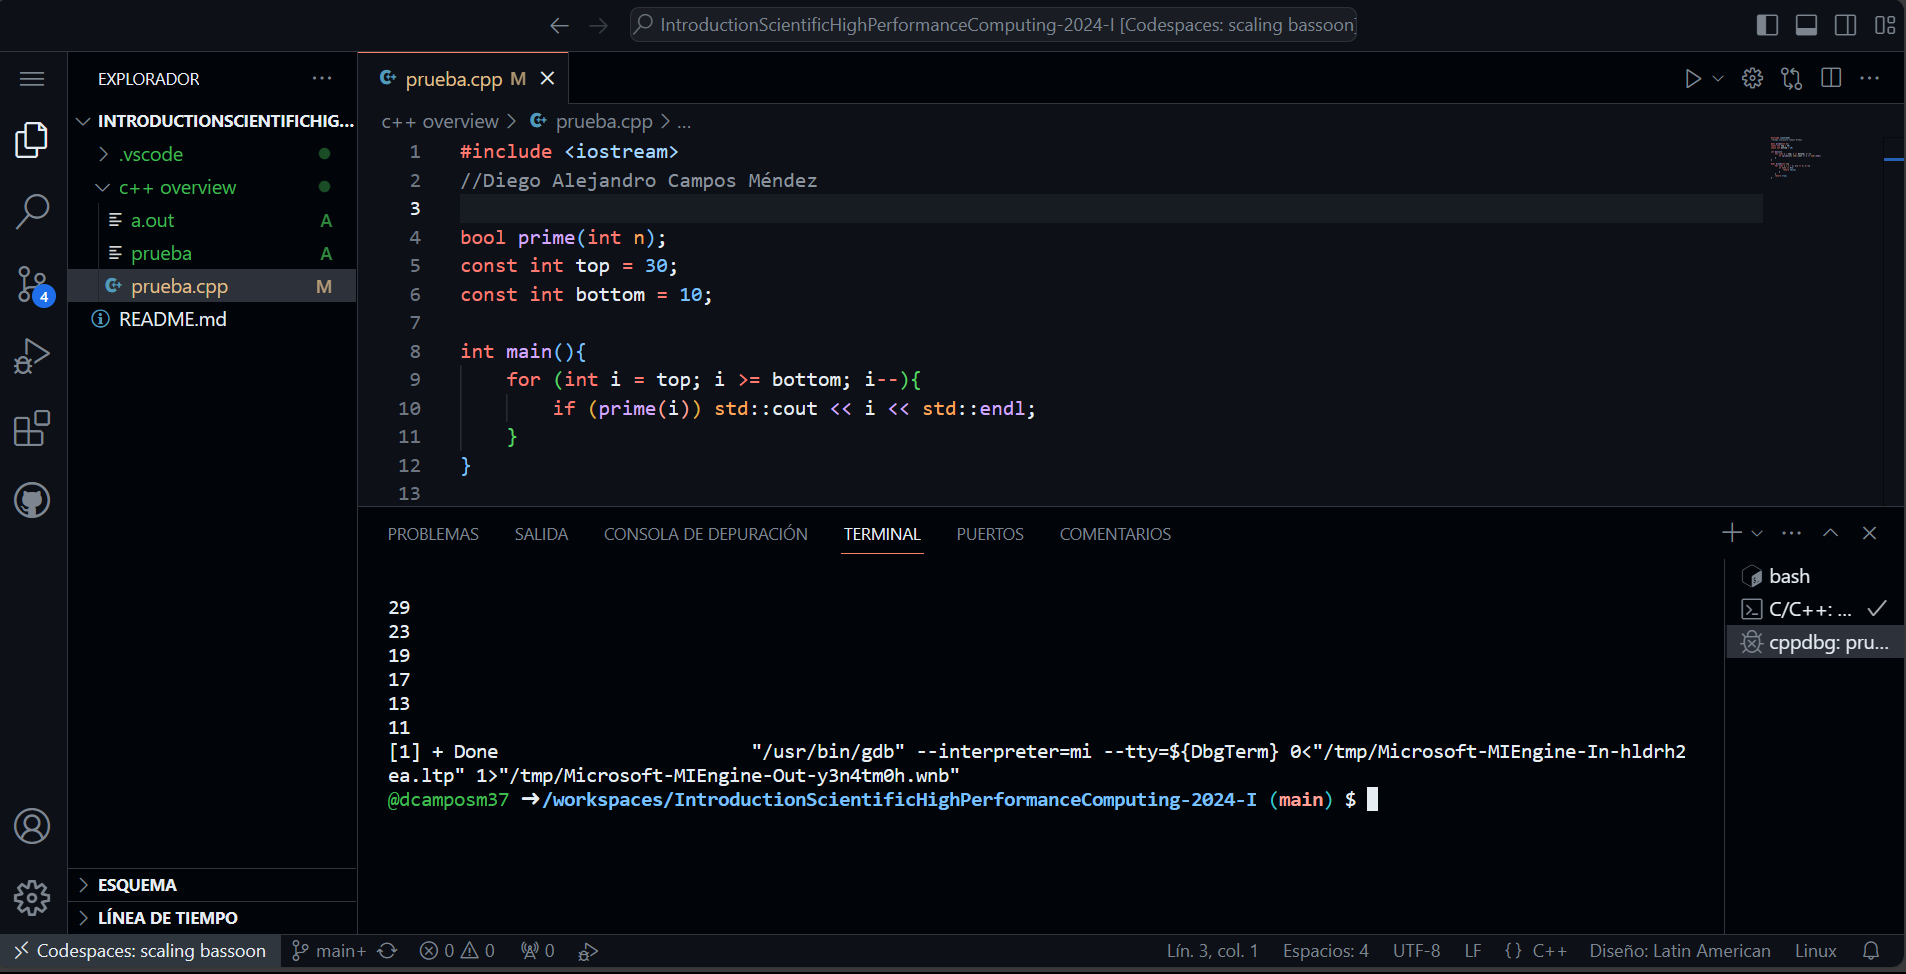 IntroductionScientificHighPerformanceComputing-2024-I [Codespaces: scaling bassoon]
EXPLORADOR
INTRODUCTIONSCIENTIFICHIG...
.vscode
c++ overview
a.out A
prueba A
prueba.cpp M
README.md
4
ESQUEMA
LÍNEA DE TIEMPO
prueba.cpp M
c++ overview > prueba.cpp > ...
1 #include <iostream>
2 //Diego Alejandro Campos Méndez
3
4 bool prime(int n);
5 const int top = 30;
6 const int bottom = 10;
7
8 int main(){
9 for (int i = top; i >= bottom; i--){
10 if (prime(i)) std::cout << i << std::endl;
11 }
12 }
13
PROBLEMAS SALIDA CONSOLA DE DEPURACIÓN TERMINAL PUERTOS COMENTARIOS
29
23
19
17
13
11
[1] + Done "/usr/bin/gdb" --interpreter=mi --tty=${DbgTerm} 0<"/tmp/Microsoft-MIEngine-In-hldrh2
ea.ltp" 1>"/tmp/Microsoft-MIEngine-Out-y3n4tm0h.wnb"
@dcamposm37 ➜/workspaces/IntroductionScientificHighPerformanceComputing-2024-I (main) $
bash
C/C++: ...
cppdbg: pru...
Codespaces: scaling bassoon main+ 0 0 0 Lín. 3, col. 1 Espacios: 4 UTF-8 LF {} C++ Diseño: Latin American Linux